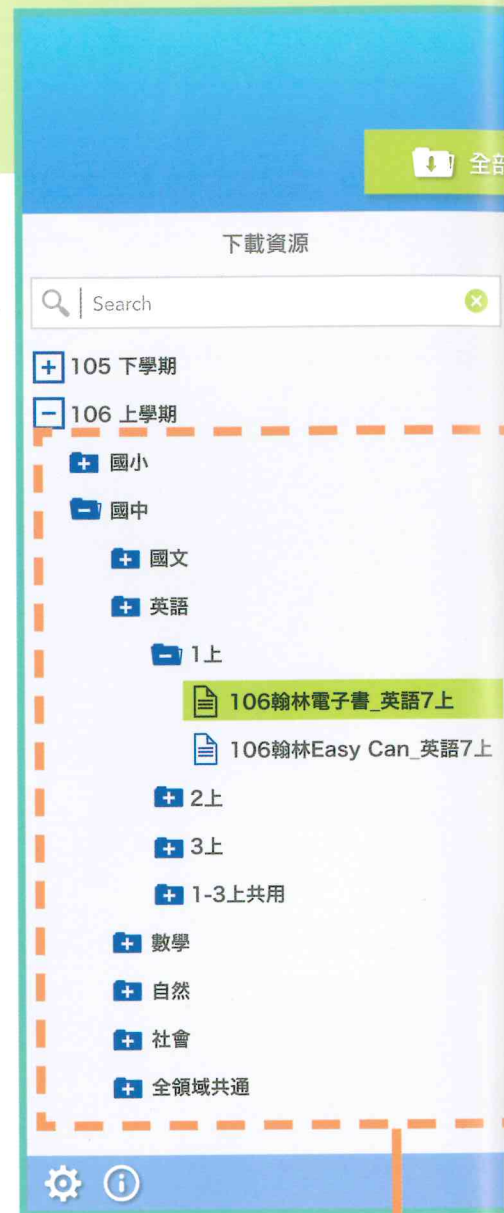 全部
下載資源
Search
105 下學期
106 上學期
國小
國中
國文
英語
1上
106翰林電子書_英語7上
106翰林Easy Can_英語7上
2上
3上
1-3上共用
數學
自然
社會
全領域共通